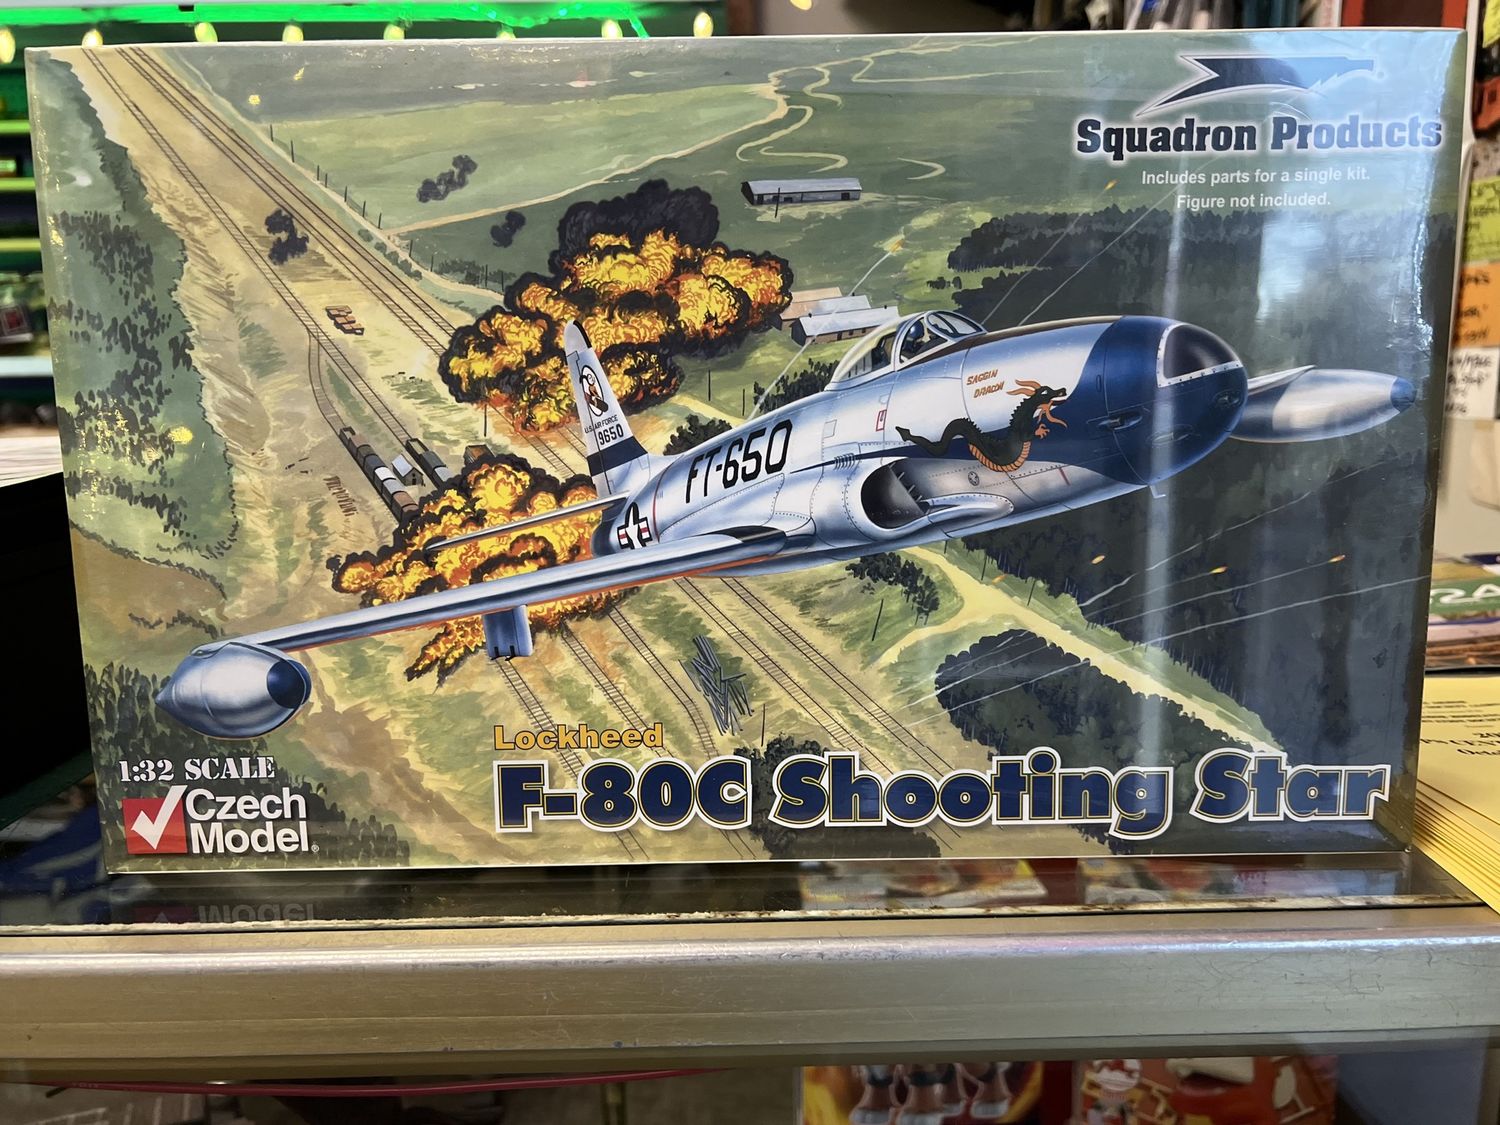 Squadron Products
Includes parts for a single kit.
Figure not included.
SAGGIN
DRAGON
U.S. AIR FORCE
9650
FT-650
Lockheed
F-80C Shooting Star
1:32 SCALE
Czech
Model®